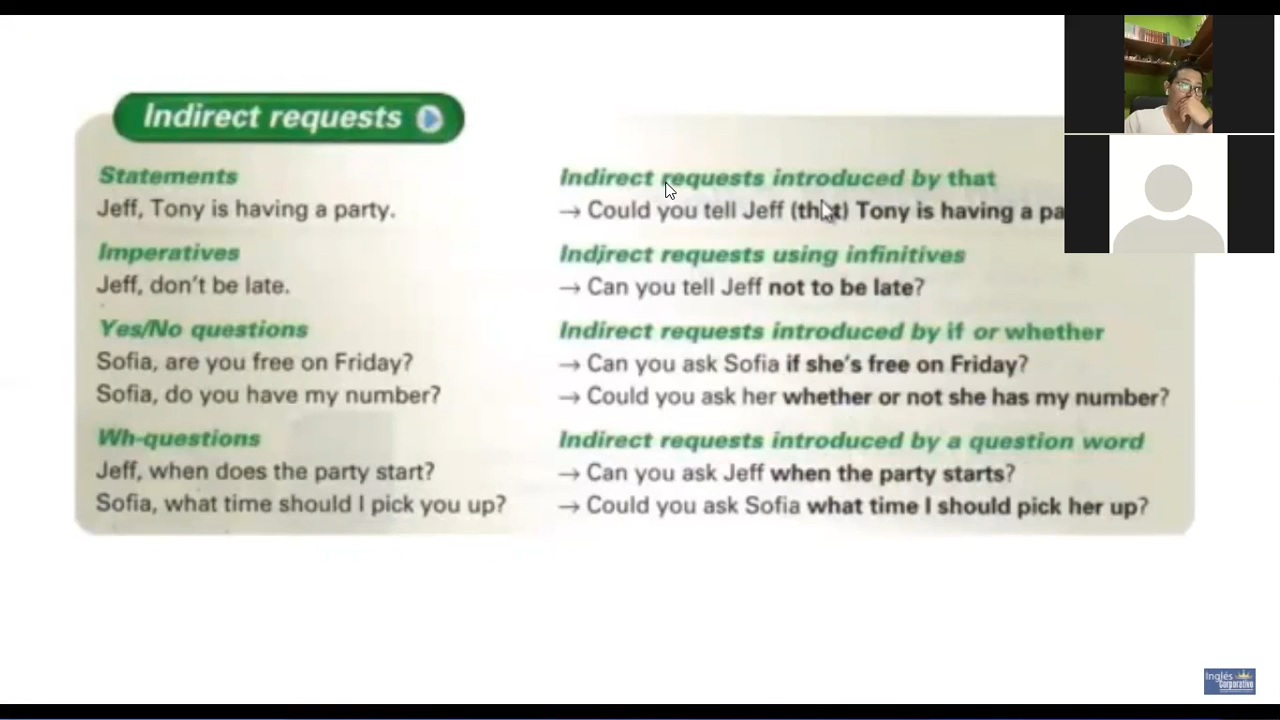 Indirect requests
Statements
Jeff, Tony is having a party.
Imperatives
Jeff, don't be late.
Yes/No questions
Sofia, are you free on Friday?
Sofia, do you have my number?
Wh-questions
Jeff, when does the party start?
Sofia, what time should I pick you up?
Indirect requests introduced by that
→ Could you tell Jeff (that) Tony is having a pa
Indirect requests using infinitives
→ Can you tell Jeff not to be late?
Indirect requests introduced by if or whether
→ Can you ask Sofia if she's free on Friday?
→ Could you ask her whether or not she has my number?
Indirect requests introduced by a question word
→ Can you ask Jeff when the party starts?
→ Could you ask Sofia what time I should pick her up?
Inglés
Corporativo